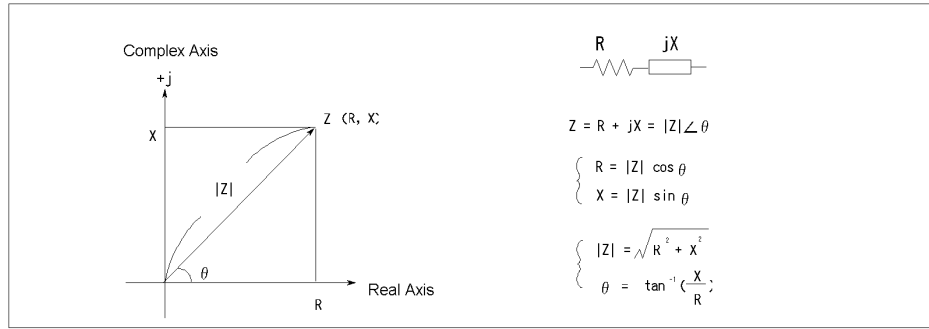 Complex Axis
+j
X
Z (R, X)
|Z|
θ
R
Real Axis
R jX
Z = R + jX = |Z|∠θ
R = |Z| cos θ
X = |Z| sin θ
|Z| = √R² + X²
θ = tan⁻¹(X/R)